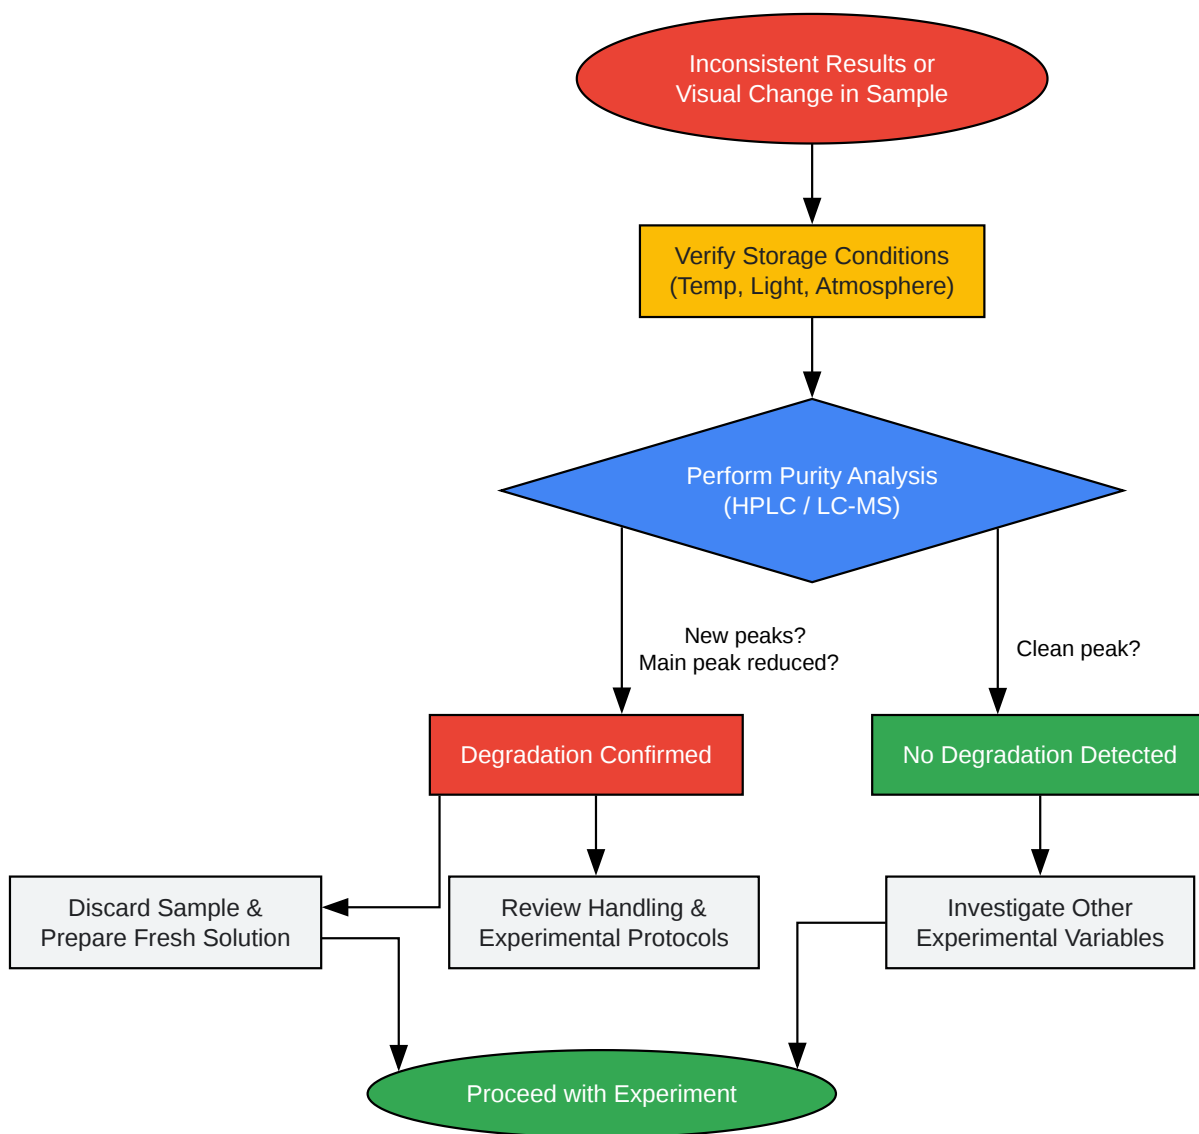 Inconsistent Results or
Visual Change in Sample
Verify Storage Conditions
(Temp, Light, Atmosphere)
Perform Purity Analysis
(HPLC / LC-MS)
New peaks?
Main peak reduced?
Clean peak?
Degradation Confirmed
No Degradation Detected
Discard Sample &
Prepare Fresh Solution
Review Handling &
Experimental Protocols
Investigate Other
Experimental Variables
Proceed with Experiment